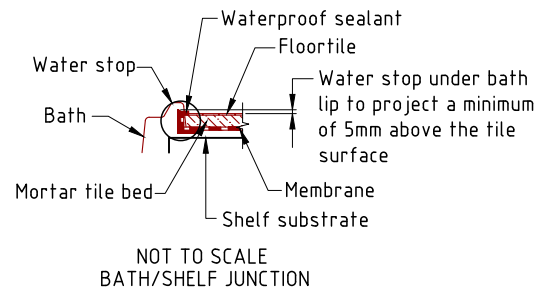 Waterproof sealant
Floortile
Water stop
Water stop under bath
lip to project a minimum
of 5mm above the tile
surface
Bath
Mortar tile bed
Membrane
Shelf substrate
NOT TO SCALE
BATH/SHELF JUNCTION